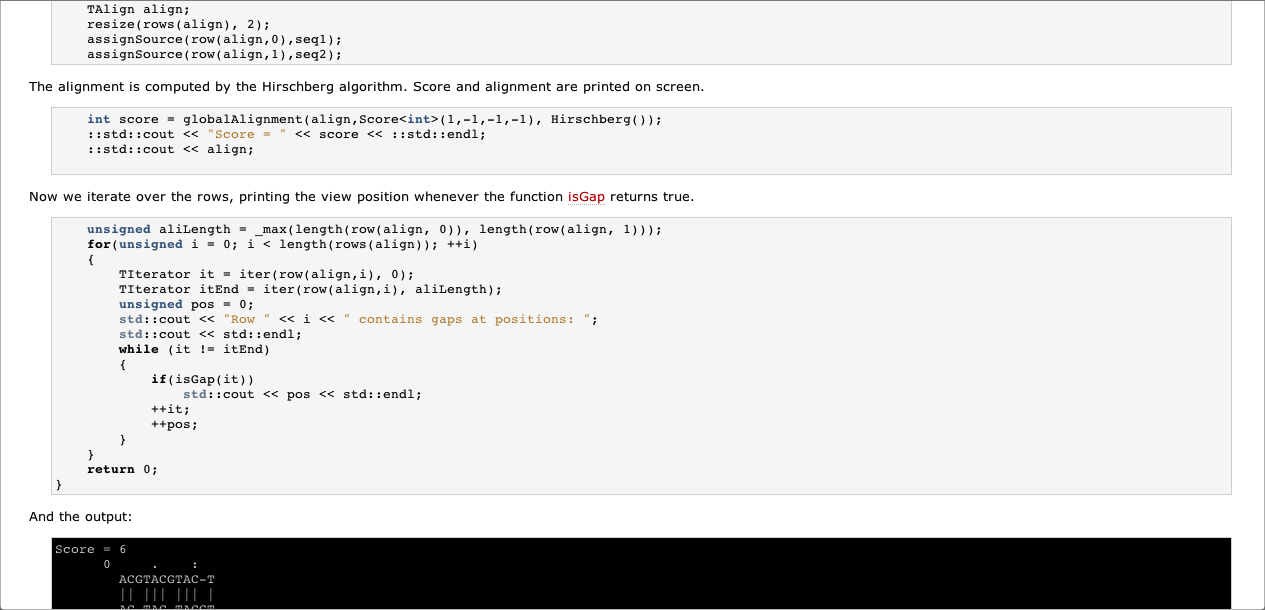 TAlign align;
resize(rows(align), 2);
assignSource(row(align,0),seq1);
assignSource(row(align,1),seq2);
The alignment is computed by the Hirschberg algorithm. Score and alignment are printed on screen.
int score = globalAlignment(align,Score<int>(1,-1,-1,-1), Hirschberg());
::std::cout << "Score = " << score << ::std::endl;
::std::cout << align;
Now we iterate over the rows, printing the view position whenever the function isGap returns true.
unsigned aliLength = _max(length(row(align, 0)), length(row(align, 1)));
for(unsigned i = 0; i < length(rows(align)); ++i)
{
TIterator it = iter(row(align,i), 0);
TIterator itEnd = iter(row(align,i), aliLength);
unsigned pos = 0;
std::cout << "Row " << i << " contains gaps at positions: ";
std::cout << std::endl;
while (it != itEnd)
{
if(isGap(it))
std::cout << pos << std::endl;
++it;
++pos;
}
}
return 0;
}
And the output:
Score = 6
0     .    :
ACGTACGTAC-T
|| ||| ||| |
AC-TAC-TACGT